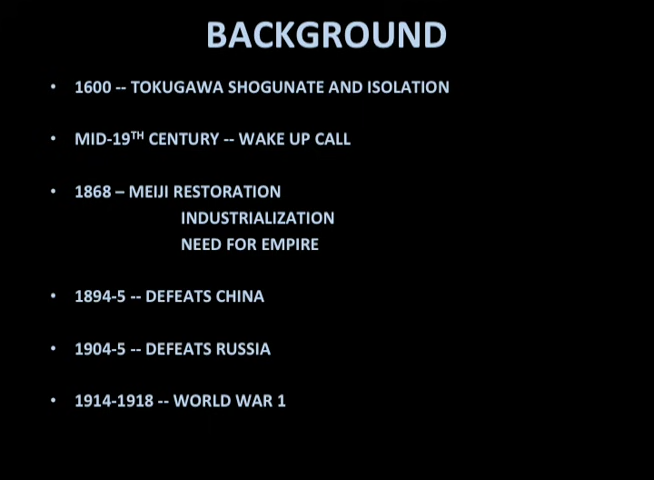 BACKGROUND
• 1600 -- TOKUGAWA SHOGUNATE AND ISOLATION
• MID-19TH CENTURY -- WAKE UP CALL
• 1868 – MEIJI RESTORATION
INDUSTRIALIZATION
NEED FOR EMPIRE
• 1894-5 -- DEFEATS CHINA
• 1904-5 -- DEFEATS RUSSIA
• 1914-1918 -- WORLD WAR 1